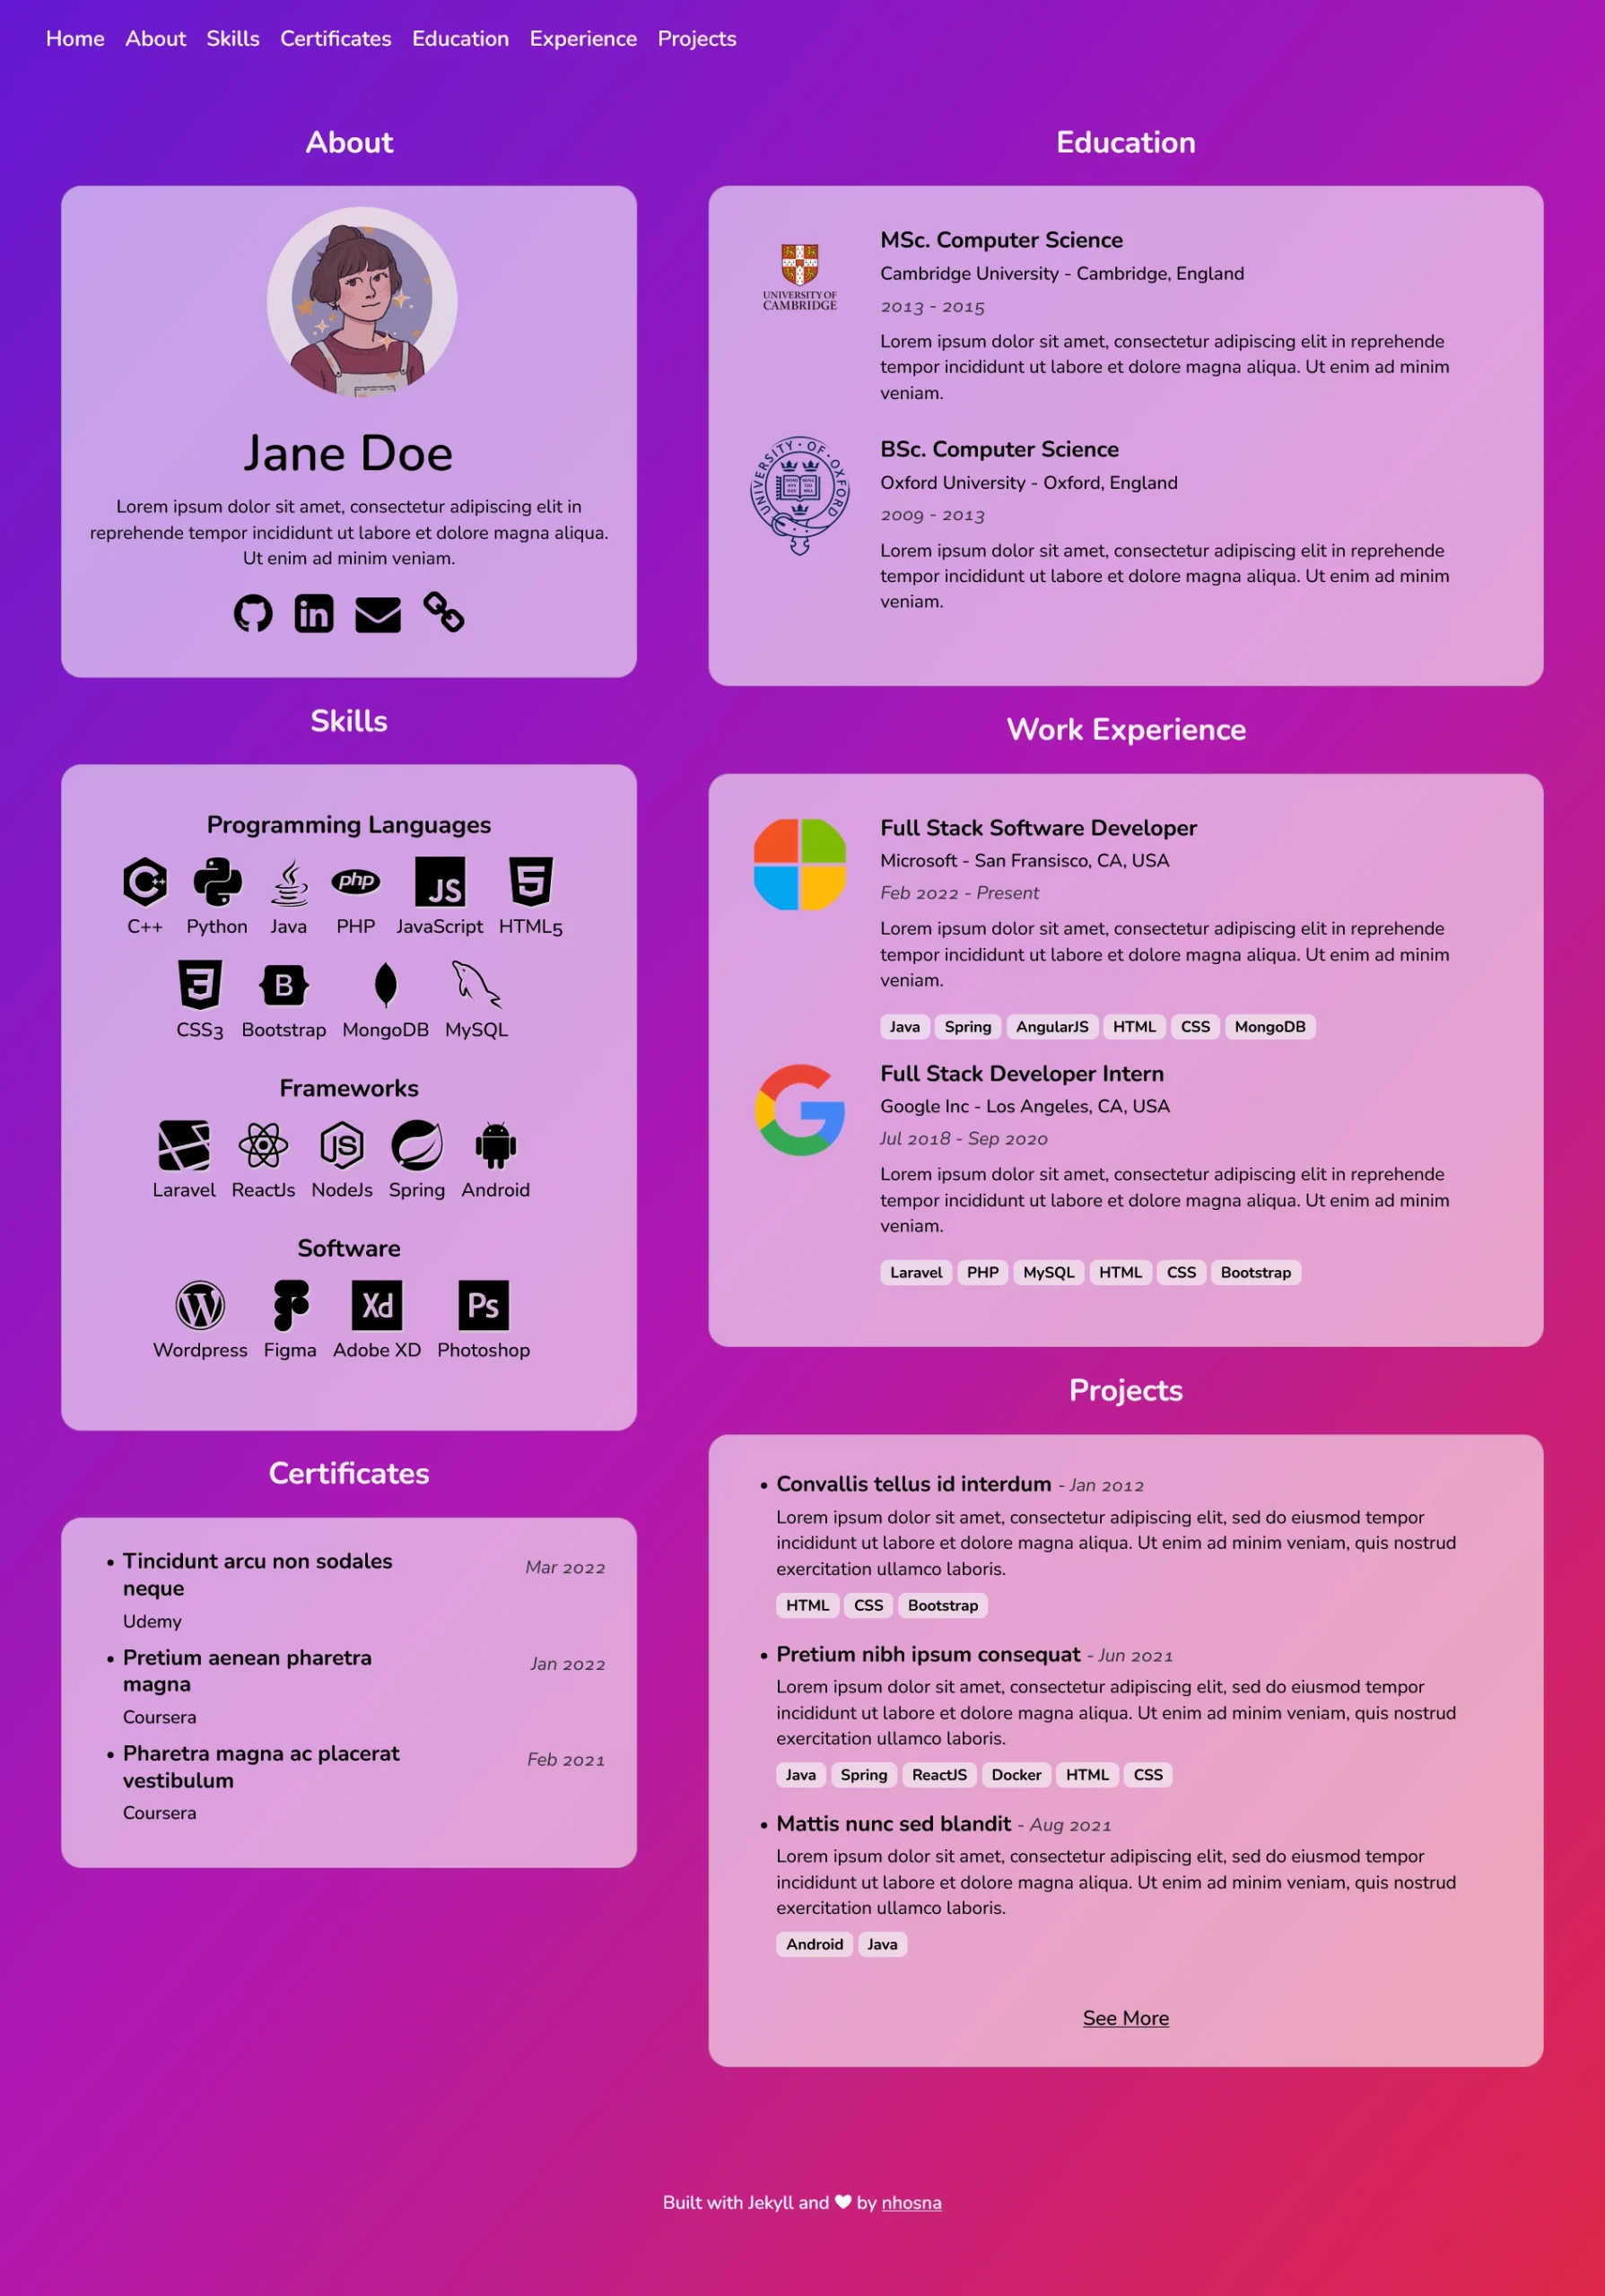 Home About Skills Certificates Education Experience Projects
About
Jane Doe
Lorem ipsum dolor sit amet, consectetur adipiscing elit in
reprehende tempor incididunt ut labore et dolore magna aliqua.
Ut enim ad minim veniam.
in
Skills
Programming Languages
C++
php
JS
5
C++ Python Java PHP JavaScript HTML5
3
B
CSS3 Bootstrap MongoDB MySQL
Frameworks
JS
Laravel ReactJs NodeJs Spring Android
Software
W
Xd
Ps
Wordpress Figma Adobe XD Photoshop
Certificates
• Tincidunt arcu non sodales
neque
Mar 2022
Udemy
• Pretium aenean pharetra
magna
Jan 2022
Coursera
• Pharetra magna ac placerat
vestibulum
Feb 2021
Coursera
Education
UNIVERSITY OF
CAMBRIDGE
MSc. Computer Science
Cambridge University - Cambridge, England
2013 - 2015
Lorem ipsum dolor sit amet, consectetur adipiscing elit in reprehende
tempor incididunt ut labore et dolore magna aliqua. Ut enim ad minim
veniam.
UNIVERSITY · OF · OXFORD
BSc. Computer Science
Oxford University - Oxford, England
2009 - 2013
Lorem ipsum dolor sit amet, consectetur adipiscing elit in reprehende
tempor incididunt ut labore et dolore magna aliqua. Ut enim ad minim
veniam.
Work Experience
Full Stack Software Developer
Microsoft - San Fransisco, CA, USA
Feb 2022 - Present
Lorem ipsum dolor sit amet, consectetur adipiscing elit in reprehende
tempor incididunt ut labore et dolore magna aliqua. Ut enim ad minim
veniam.
Java Spring AngularJS HTML CSS MongoDB
G
Full Stack Developer Intern
Google Inc - Los Angeles, CA, USA
Jul 2018 - Sep 2020
Lorem ipsum dolor sit amet, consectetur adipiscing elit in reprehende
tempor incididunt ut labore et dolore magna aliqua. Ut enim ad minim
veniam.
Laravel PHP MySQL HTML CSS Bootstrap
Projects
• Convallis tellus id interdum - Jan 2012
Lorem ipsum dolor sit amet, consectetur adipiscing elit, sed do eiusmod tempor
incididunt ut labore et dolore magna aliqua. Ut enim ad minim veniam, quis nostrud
exercitation ullamco laboris.
HTML CSS Bootstrap
• Pretium nibh ipsum consequat - Jun 2021
Lorem ipsum dolor sit amet, consectetur adipiscing elit, sed do eiusmod tempor
incididunt ut labore et dolore magna aliqua. Ut enim ad minim veniam, quis nostrud
exercitation ullamco laboris.
Java Spring ReactJS Docker HTML CSS
• Mattis nunc sed blandit - Aug 2021
Lorem ipsum dolor sit amet, consectetur adipiscing elit, sed do eiusmod tempor
incididunt ut labore et dolore magna aliqua. Ut enim ad minim veniam, quis nostrud
exercitation ullamco laboris.
Android Java
See More
Built with Jekyll and ♥ by nhosna